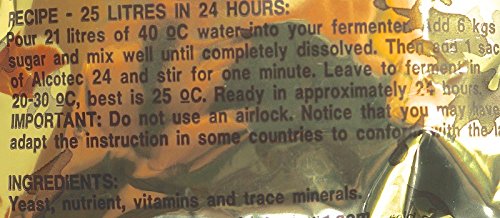 RECIPE - 25 LITRES IN 24 HOURS:
Pour 21 litres of 40 ºC water into your fermenter. Add 6 kgs
sugar and mix well until completely dissolved. Then add 1 sac
of Alcotec 24 and stir for one minute. Leave to ferment in
20-30 ºC, best is 25 ºC. Ready in approximately 24 hours.
IMPORTANT: Do not use an airlock. Notice that you may have
adapt the instruction in some countries to conform with the la
INGREDIENTS:
Yeast, nutrient, vitamins and trace minerals.